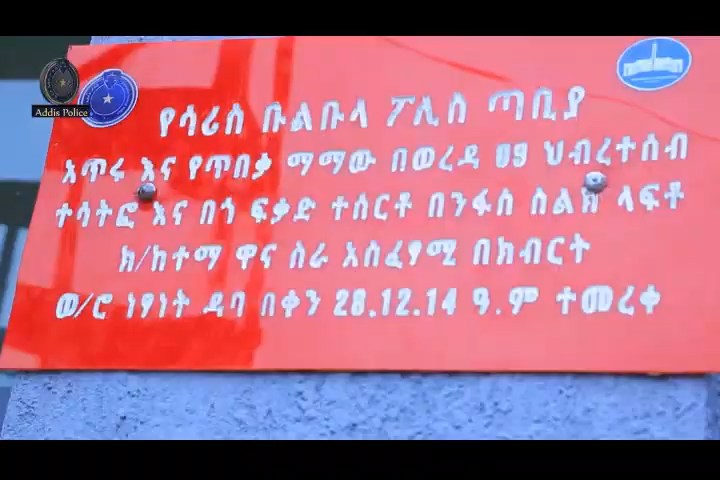 Addis Police
የሳሪስ ቡልቡላ ፖሊስ ጣቢያ
አጥሩ እና የጥበቃ ማማው በወረዳ 09 ህብረተሰብ
ተሳትፎ እና በጎ ፍቃድ ተሰርቶ በንፋስ ስልክ ላፍቶ
ክ/ከተማ ዋና ስራ አስፈፃሚ በክብርት
ወ/ሮ ነፃነት ዳባ በቀን 28.12.14 ዓ.ም ተመረቀ